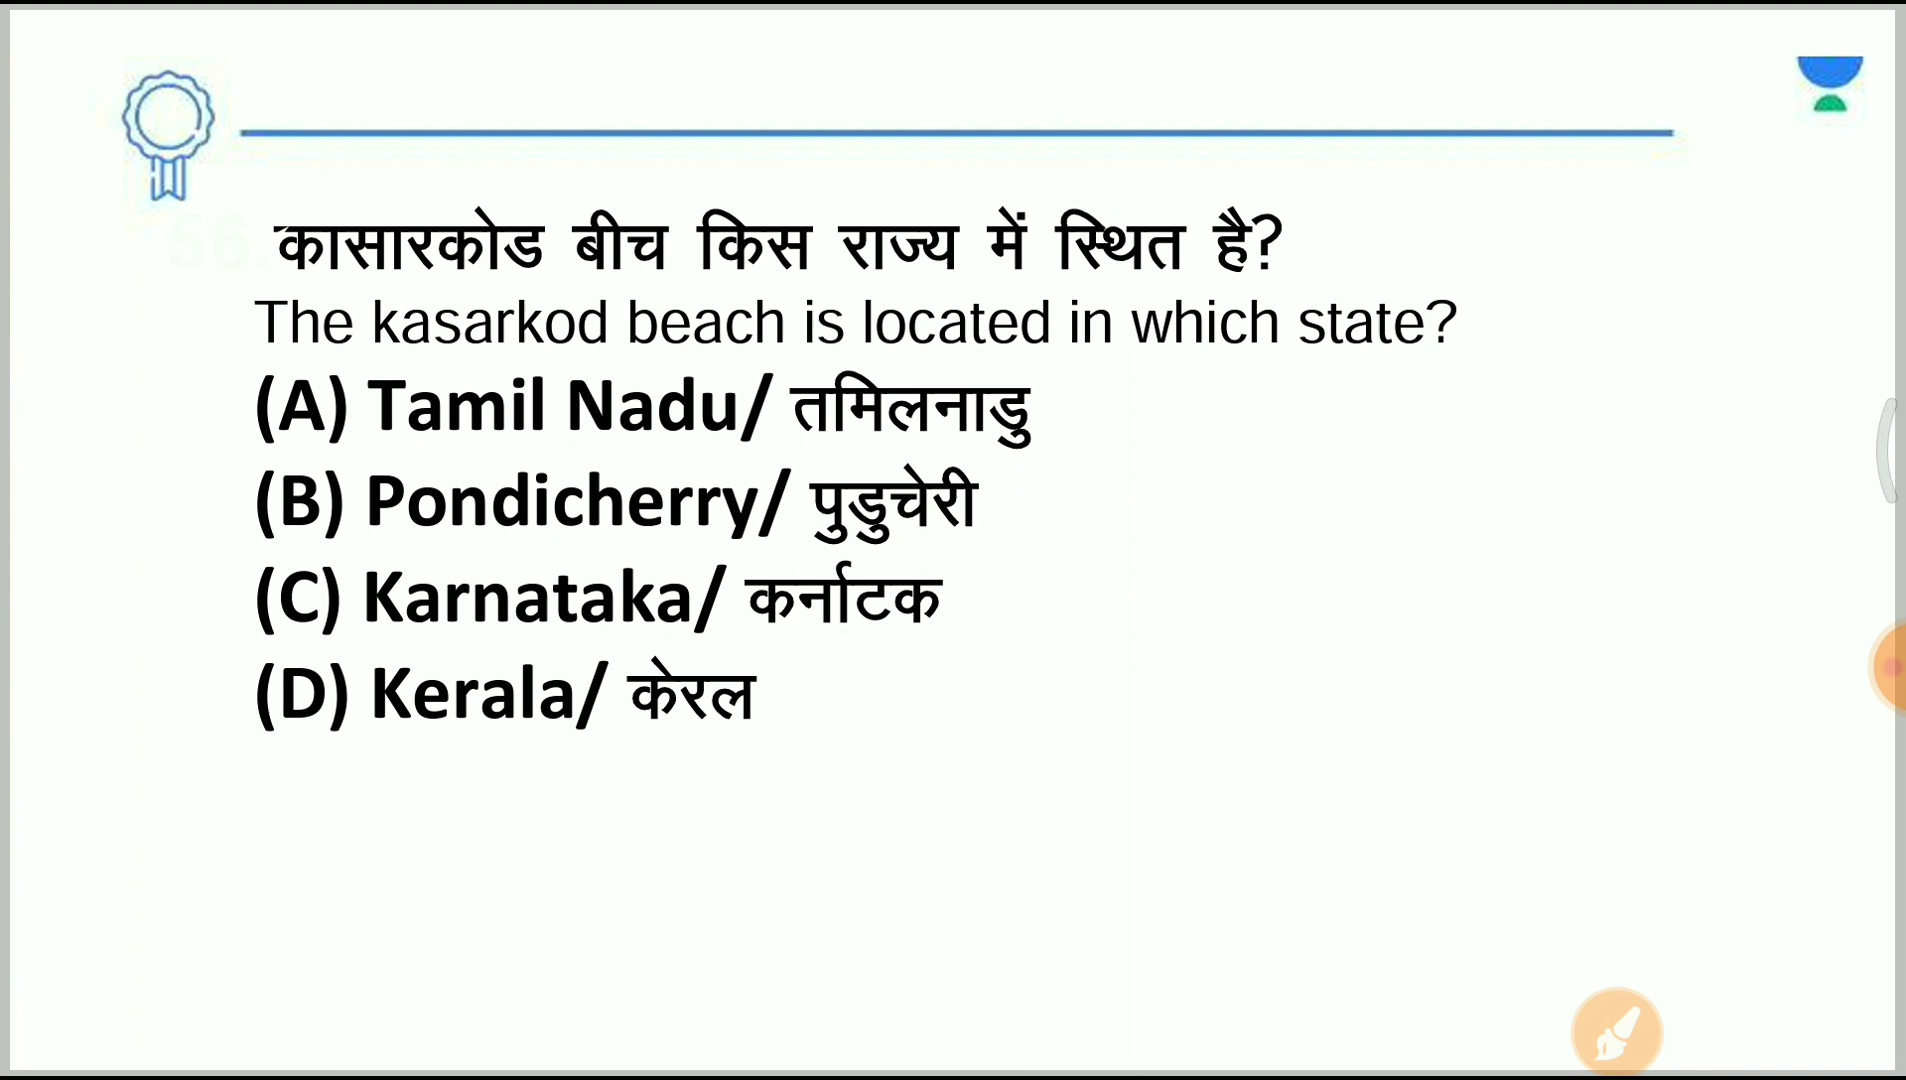 56.
कासारकोड बीच किस राज्य में स्थित है?
The kasarkod beach is located in which state?
(A) Tamil Nadu/ तमिलनाडु
(B) Pondicherry/ पुडुचेरी
(C) Karnataka/ कर्नाटक
(D) Kerala/ केरल